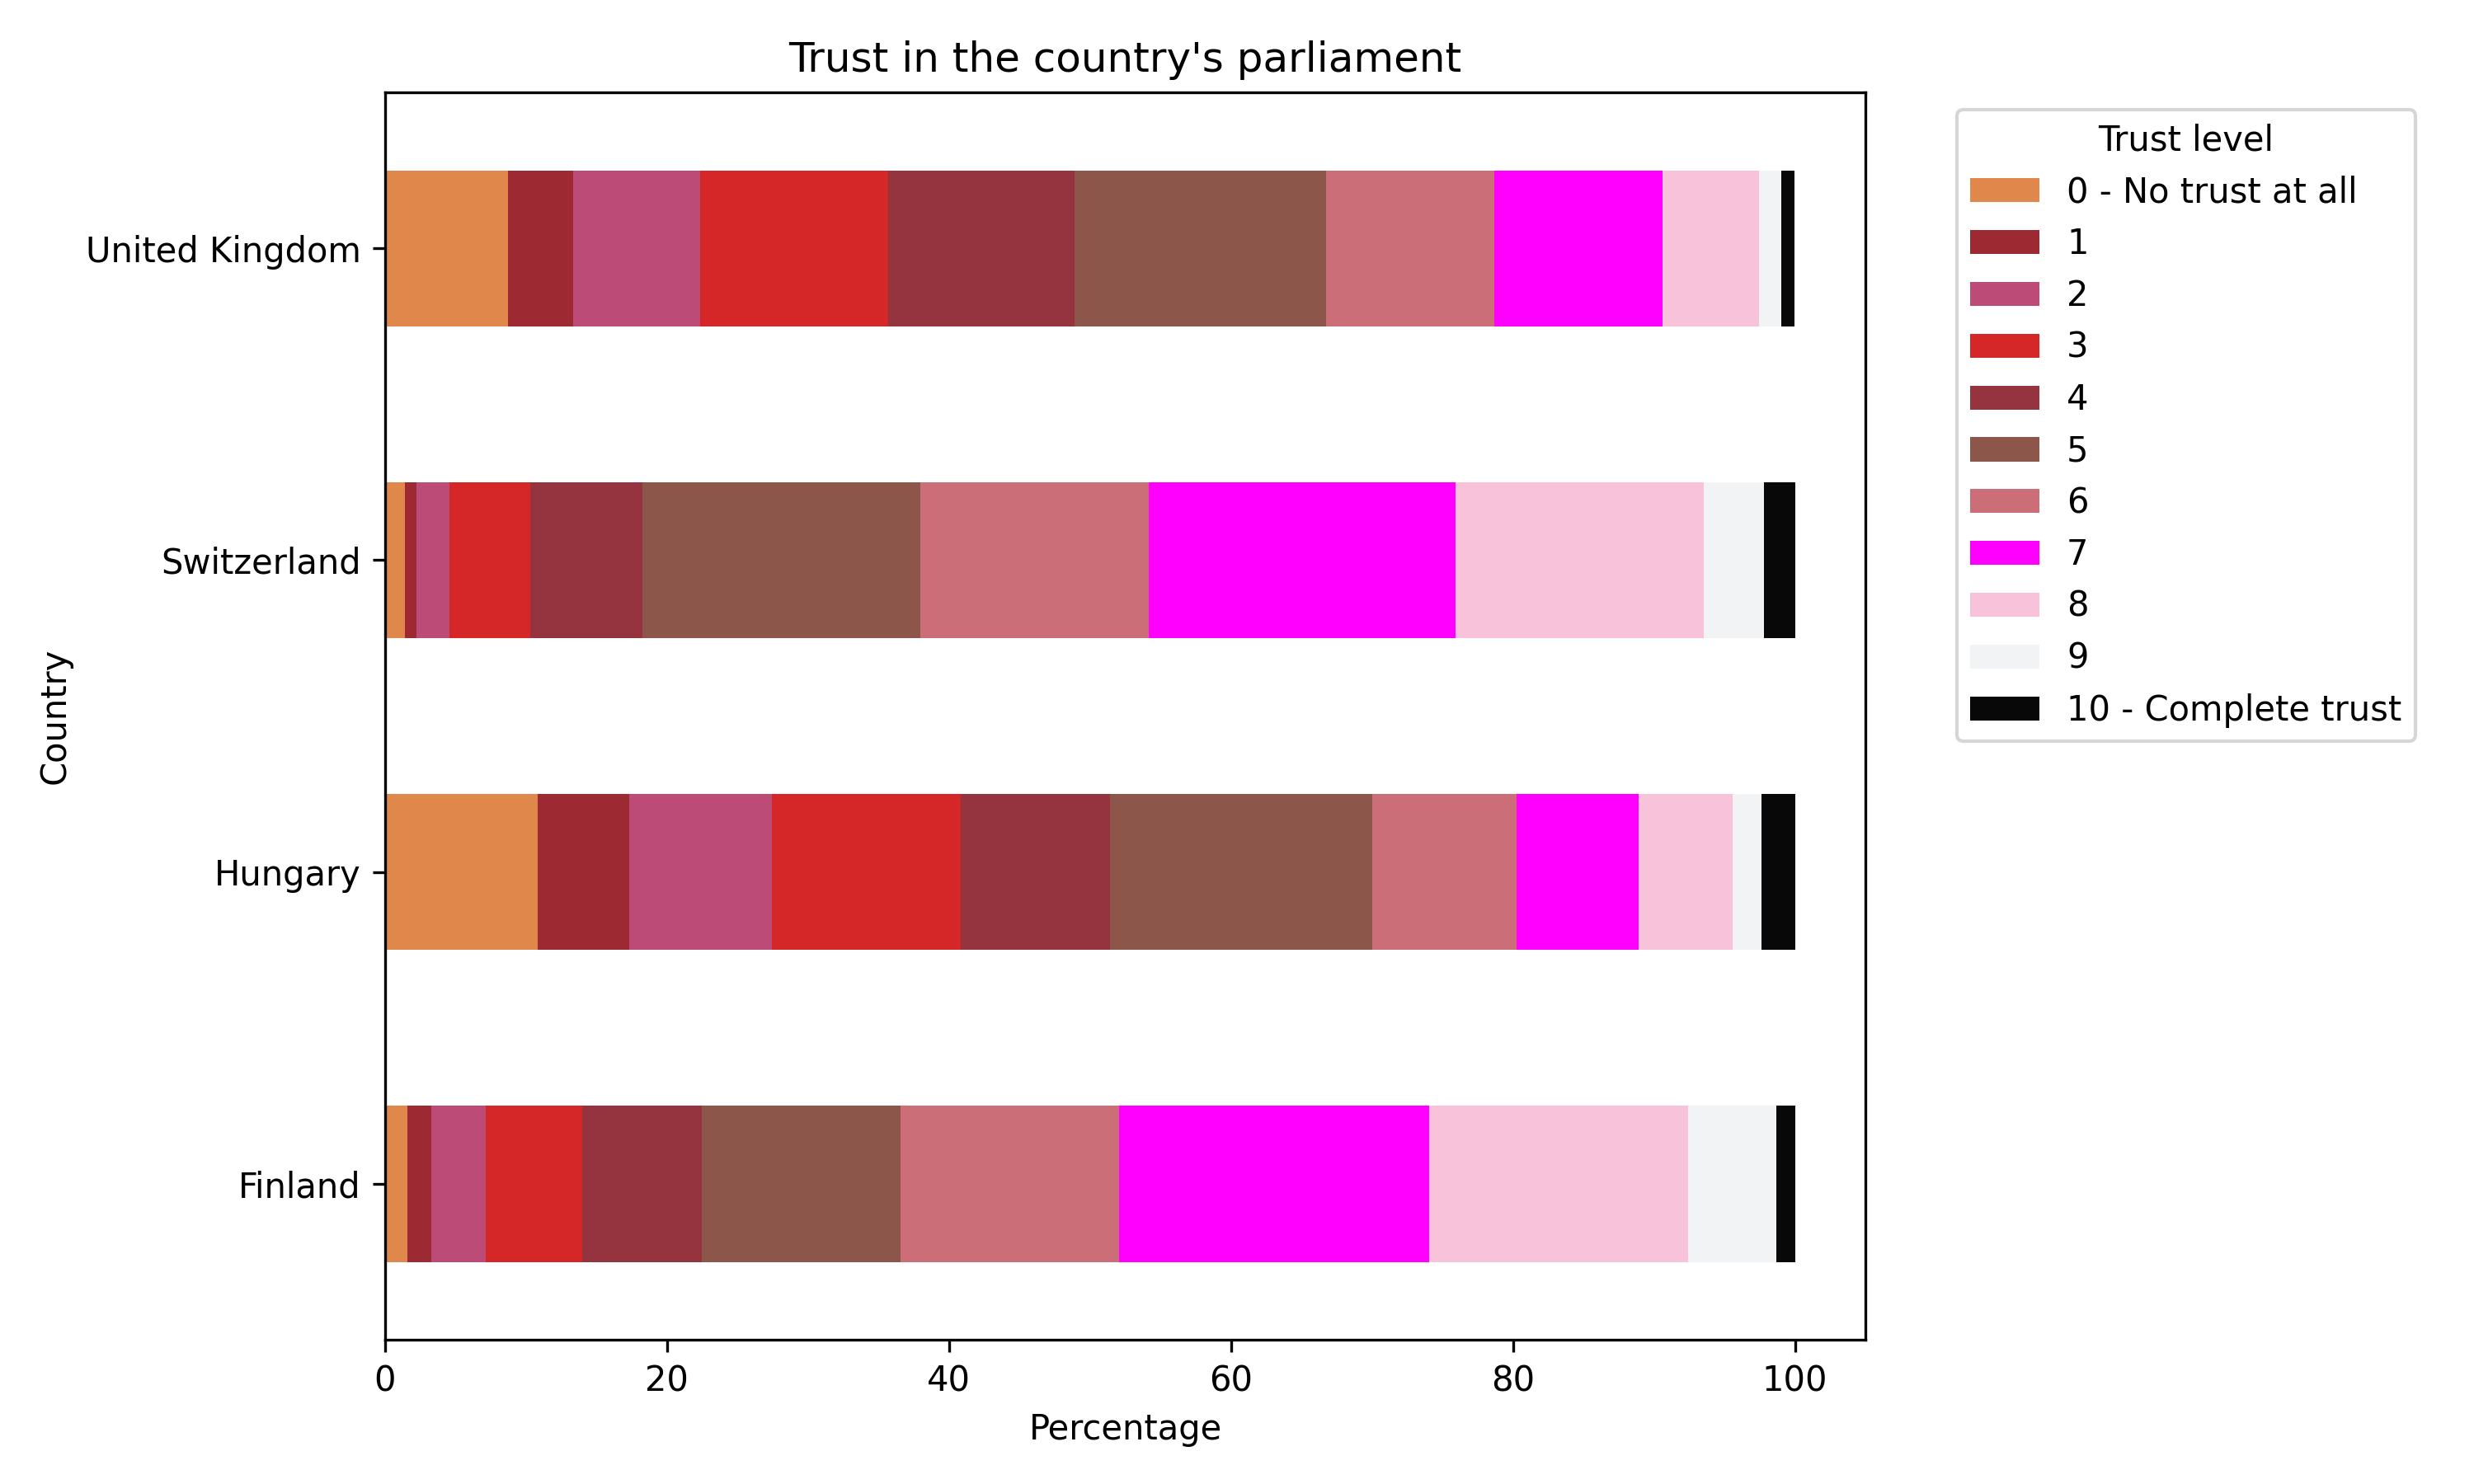 Trust in the country's parliament
United Kingdom
Switzerland
Hungary
Finland
Country
0 20 40 60 80 100
Percentage
Trust level
0 - No trust at all
1
2
3
4
5
6
7
8
9
10 - Complete trust